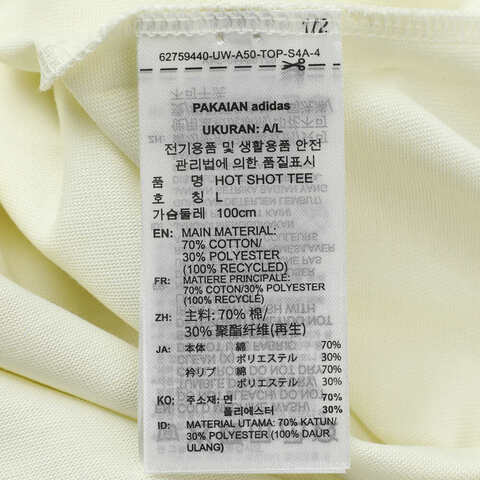 1/2
62759440-UW-A50-TOP-S4A-4
PAKAIAN adidas
UKURAN: A/L
전기용품 및 생활용품 안전
관리법에 의한 품질표시
품 명 HOT SHOT TEE
호 칭 L
가슴둘레 100cm
EN: MAIN MATERIAL:
70% COTTON/
30% POLYESTER
(100% RECYCLED)
FR: MATIERE PRINCIPALE:
70% COTON/30% POLYESTER
(100% RECYCLÉ)
ZH: 主料: 70% 棉/
30% 聚酯纤维(再生)
JA: 本体 綿 70%
ポリエステル 30%
衿リブ 綿 70%
ポリエステル 30%
KO: 주소재: 면 70%
폴리에스터 30%
ID: MATERIAL UTAMA: 70% KATUN/
30% POLYESTER (100% DAUR
ULANG)